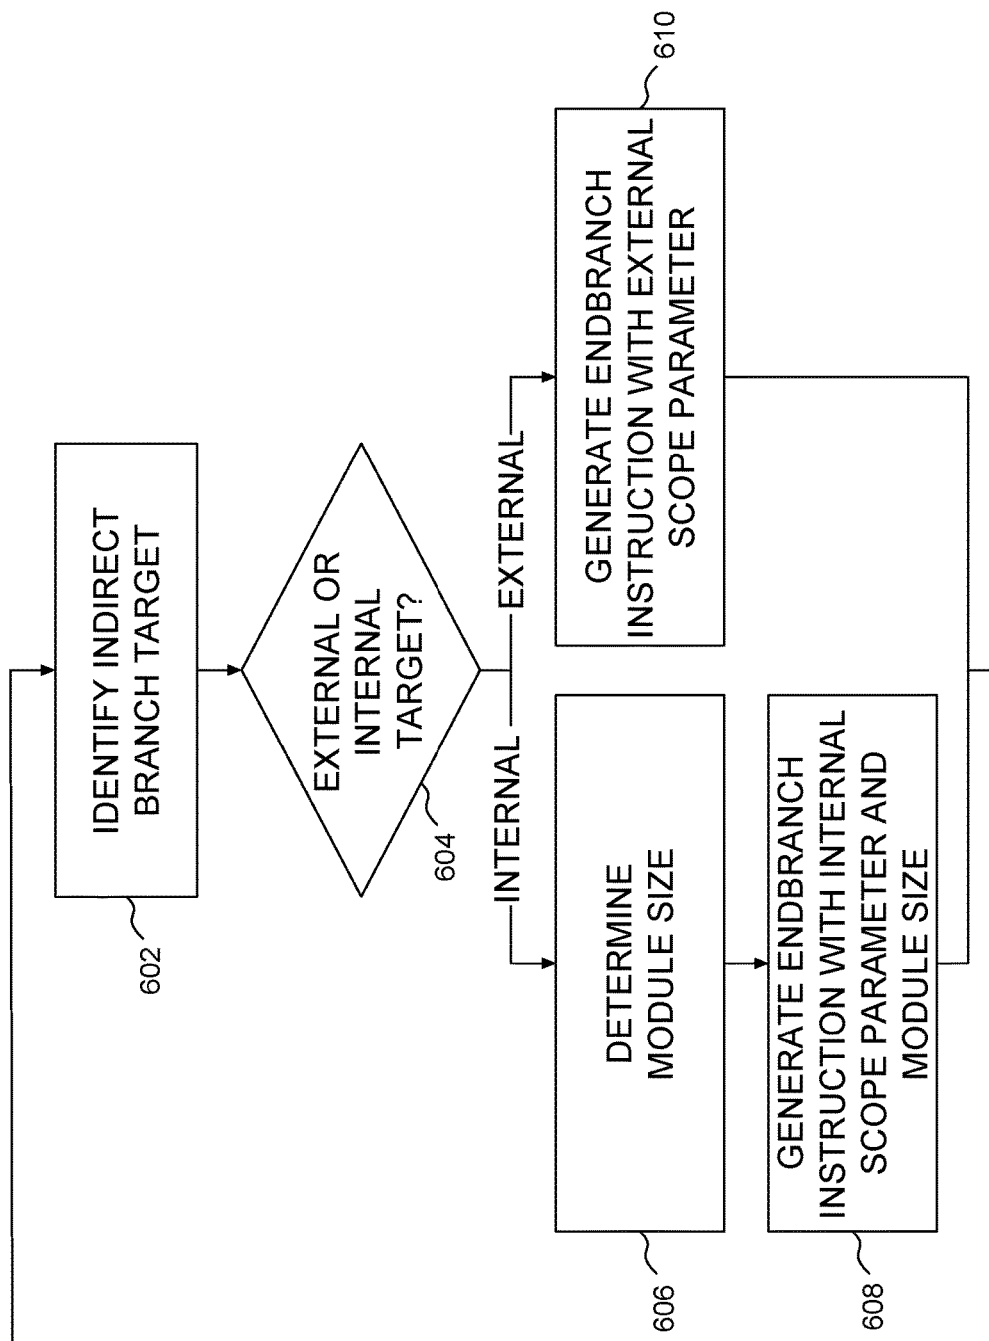 IDENTIFY INDIRECT
BRANCH TARGET
602
EXTERNAL OR
INTERNAL
TARGET?
604
INTERNAL
EXTERNAL
DETERMINE
MODULE SIZE
606
GENERATE ENDBRANCH
INSTRUCTION WITH INTERNAL
SCOPE PARAMETER AND
MODULE SIZE
608
GENERATE ENDBRANCH
INSTRUCTION WITH EXTERNAL
SCOPE PARAMETER
610